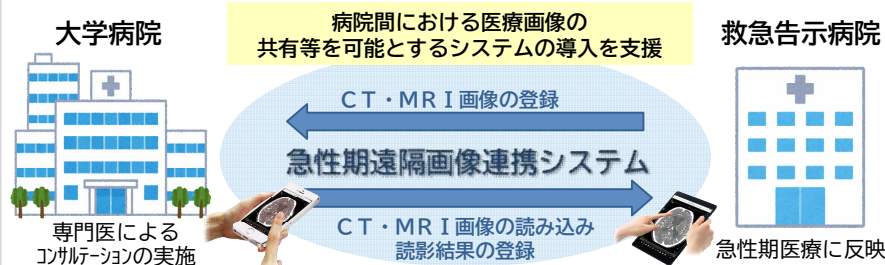 大学病院
病院間における医療画像の
共有等を可能とするシステムの導入を支援
救急告示病院
ＣＴ・ＭＲＩ画像の登録
急性期遠隔画像連携システム
ＣＴ・ＭＲＩ画像の読み込み
読影結果の登録
専門医による
ｺﾝｻﾙﾃｰｼｮﾝの実施
急性期医療に反映